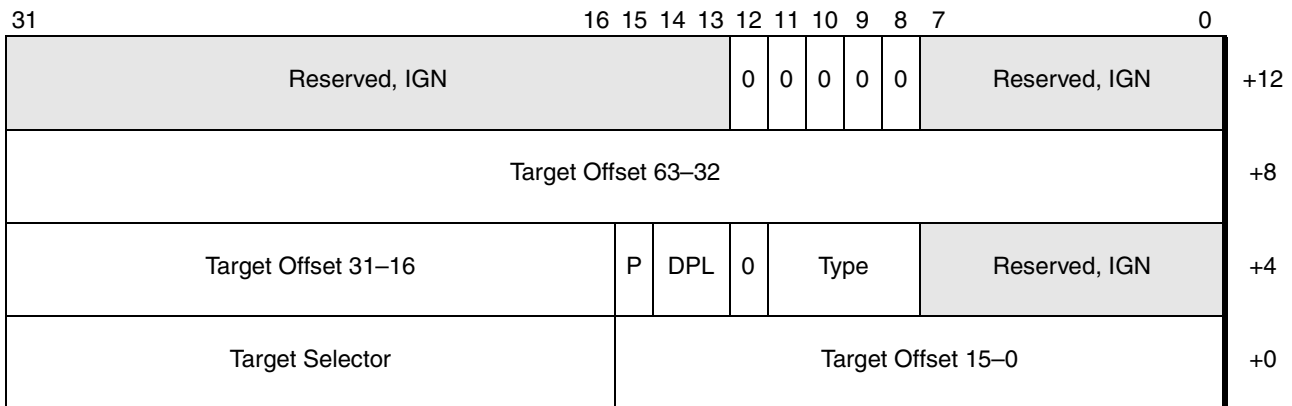 31 16 15 14 13 12 11 10 9 8 7 0
Reserved, IGN 0 0 0 0 0 Reserved, IGN +12
Target Offset 63–32 +8
Target Offset 31–16 P DPL 0 Type Reserved, IGN +4
Target Selector Target Offset 15–0 +0